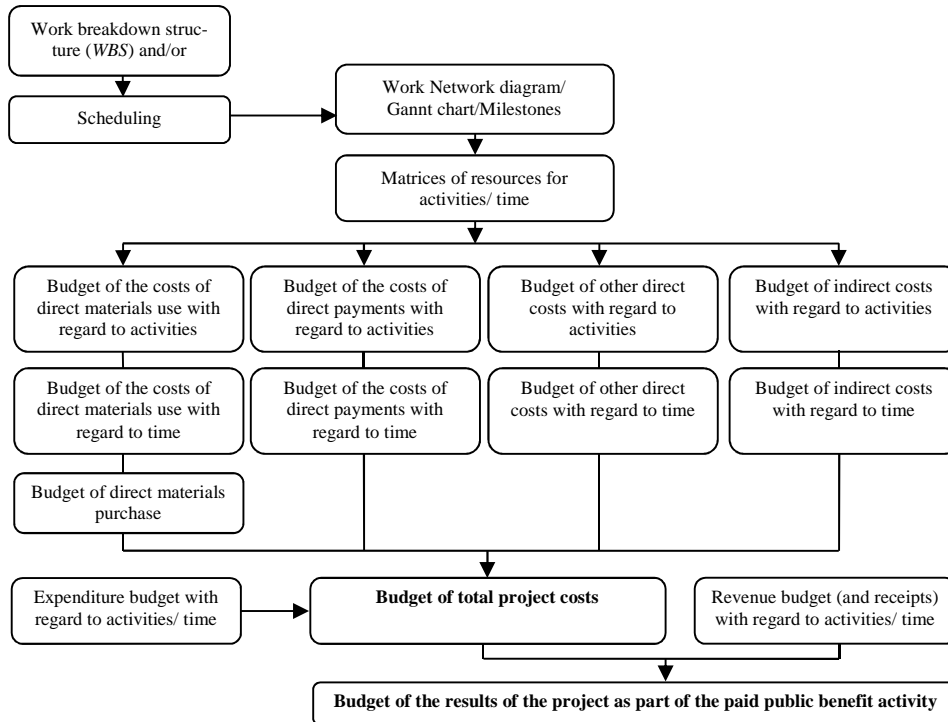 Work breakdown struc-
ture (WBS) and/or
Scheduling
Work Network diagram/
Gannt chart/Milestones
Matrices of resources for
activities/ time
Budget of the costs of
direct materials use with
regard to activities
Budget of the costs of
direct payments with
regard to activities
Budget of other direct
costs with regard to
activities
Budget of indirect costs
with regard to activities
Budget of the costs of
direct materials use with
regard to time
Budget of the costs of
direct payments with
regard to time
Budget of other direct
costs with regard to time
Budget of indirect costs
with regard to time
Budget of direct materials
purchase
Expenditure budget with
regard to activities/ time
Budget of total project costs
Revenue budget (and receipts)
with regard to activities/ time
Budget of the results of the project as part of the paid public benefit activity